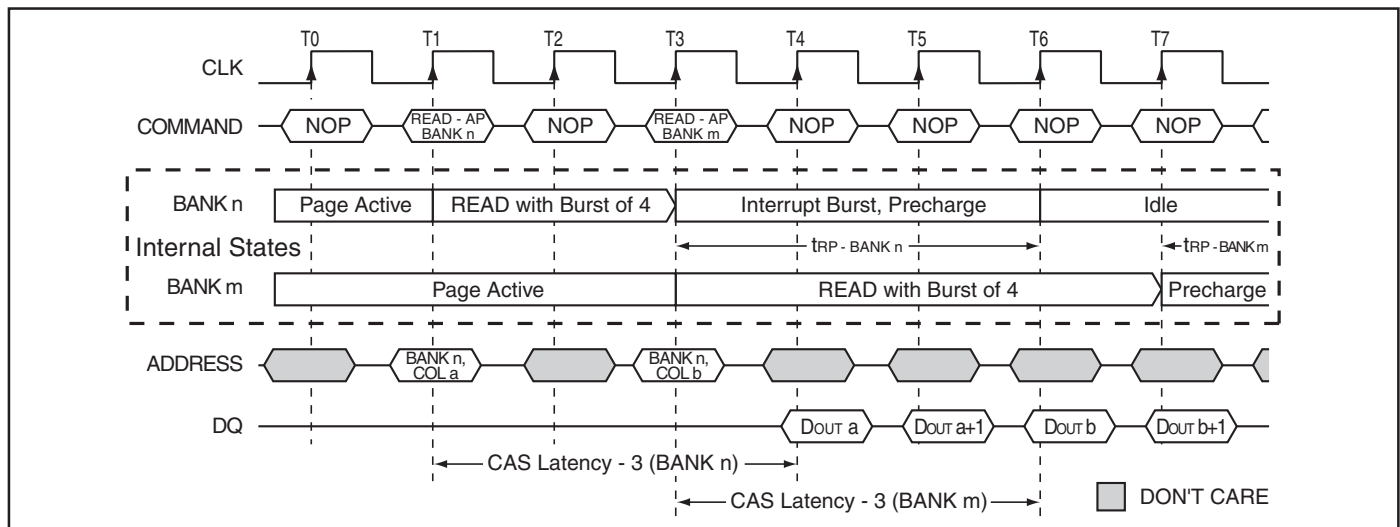 T0 T1 T2 T3 T4 T5 T6 T7
CLK
COMMAND NOP READ - AP BANK n NOP READ - AP BANK m NOP NOP NOP NOP
BANK n Page Active READ with Burst of 4 Interrupt Burst, Precharge Idle
Internal States tRP - BANK n tRP - BANK m
BANK m Page Active READ with Burst of 4 Precharge
ADDRESS BANK n, COL a BANK n, COL b
DQ DOUT a DOUT a+1 DOUT b DOUT b+1
CAS Latency - 3 (BANK n)
CAS Latency - 3 (BANK m) DON'T CARE